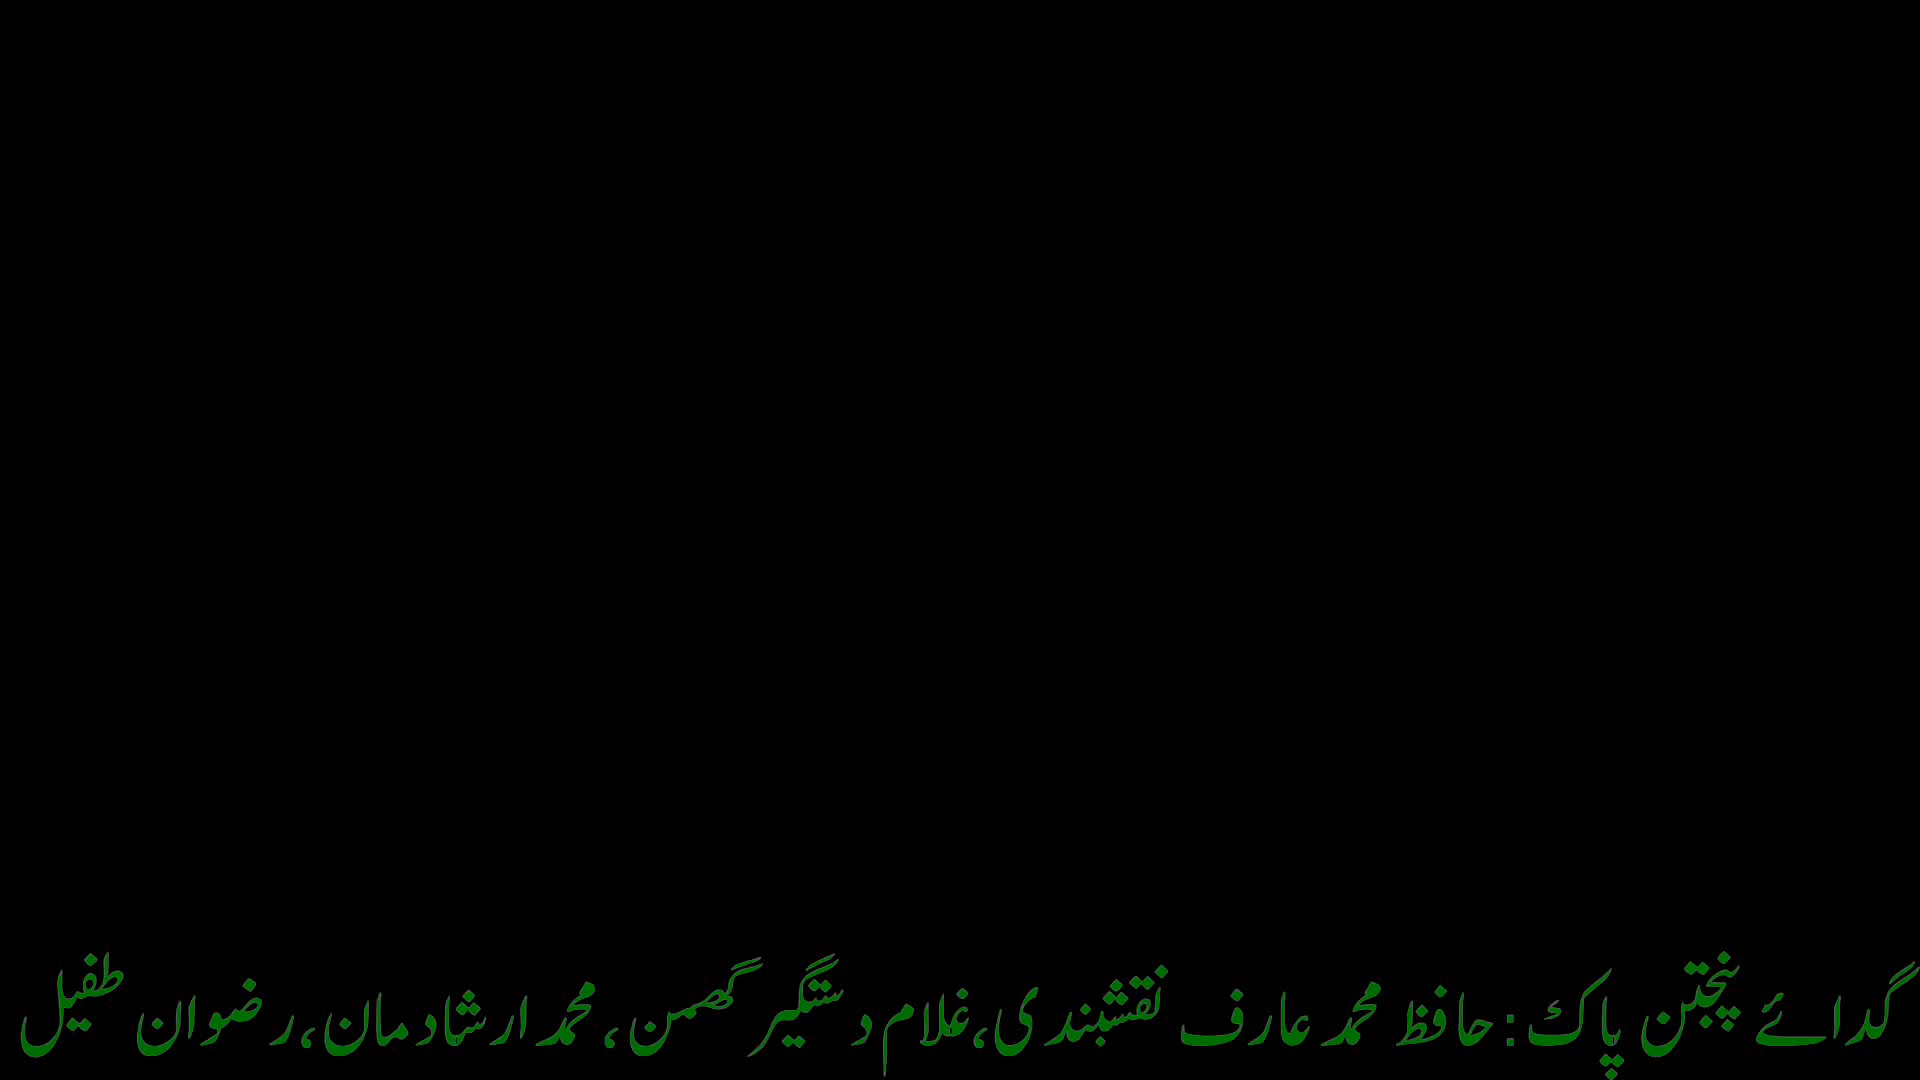 گدائے پنجتن پاک : حافظ محمد عارف نقشبندی،غلام دستگیر گھمن، محمد ارشاد مان،رضوان طفیل